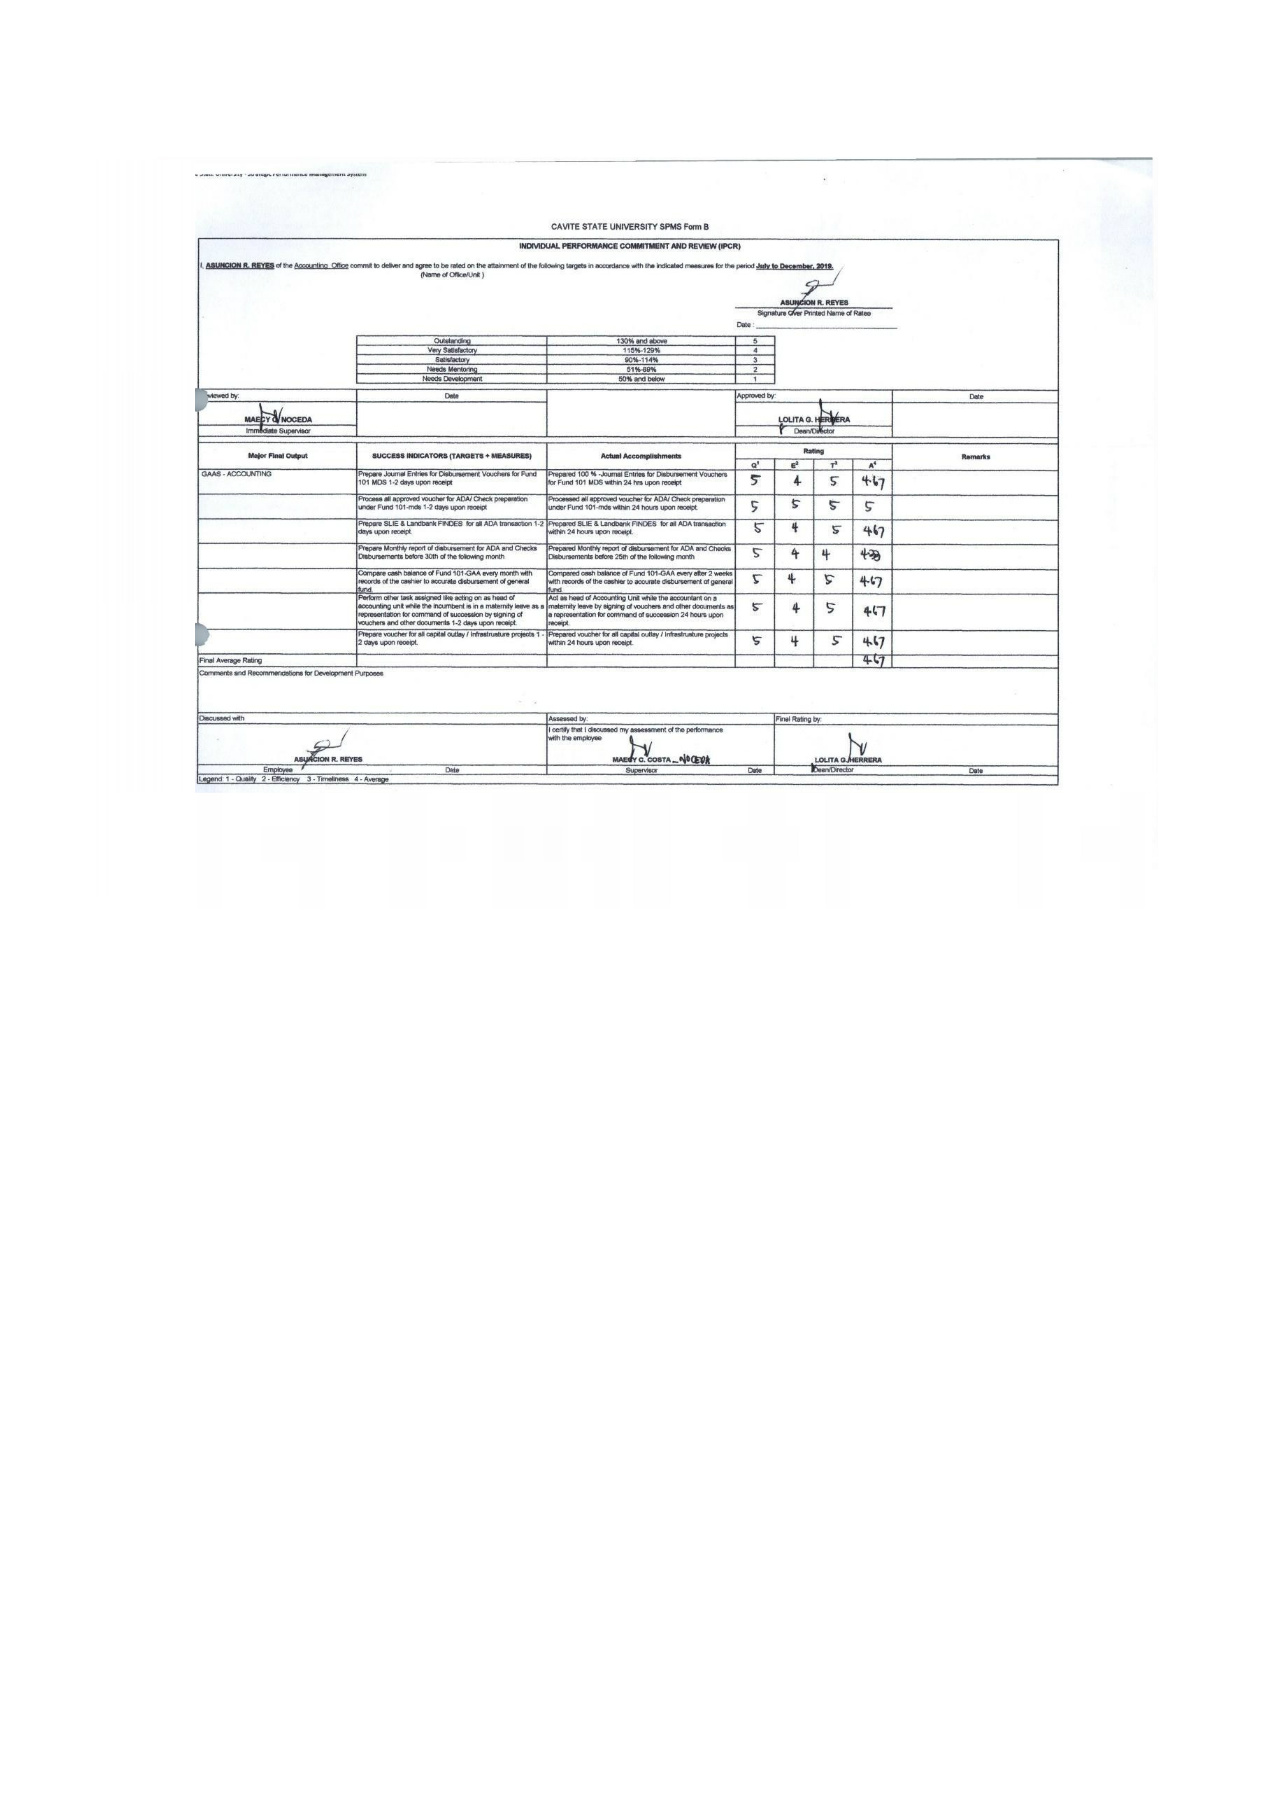 State University - Strategic Performance Management System
CAVITE STATE UNIVERSITY SPMS Form B
INDIVIDUAL PERFORMANCE COMMITMENT AND REVIEW (IPCR)
I, ASUNCION R. REYES of the Accounting Office commit to deliver and agree to be rated on the attainment of the following targets in accordance with the indicated measures for the period July to December, 2019.
(Name of Office/Unit )
ASUNCION R. REYES
Signature Over Printed Name of Ratee
Date :
Outstanding 130% and above 5
Very Satisfactory 115%-129% 4
Satisfactory 90%-114% 3
Needs Mentoring 51%-89% 2
Needs Development 50% and below 1
viewed by: Date Approved by: Date
MAECY NOCEDA LOLITA G. HERRERA
Immediate Supervisor Dean/Director
Major Final Output SUCCESS INDICATORS (TARGETS + MEASURES) Actual Accomplishments Rating Remarks
Q1 E2 T3 A4
GAAS - ACCOUNTING Prepare Journal Entries for Disbursement Vouchers for Fund Prepared 100 % -Journal Entries for Disbursement Vouchers 5 4 5 4.67
101 MDS 1-2 days upon receipt for Fund 101 MDS within 24 hrs upon receipt
Process all approved voucher for ADA/ Check preparation Processed all approved voucher for ADA/ Check preparation 5 5 5 5
under Fund 101-mds 1-2 days upon receipt under Fund 101-mds within 24 hours upon receipt.
Prepare SLIE & Landbank FINDES for all ADA transaction 1-2 Prepared SLIE & Landbank FINDES for all ADA transaction 5 4 5 4.67
days upon receipt within 24 hours upon receipt.
Prepare Monthly report of disbursement for ADA and Checks Prepared Monthly report of disbursement for ADA and Checks 5 4 4
Disbursements before 30th of the following month Disbursements before 25th of the following month
Compare cash balance of Fund 101-GAA every month with Compared cash balance of Fund 101-GAA every after 2 weeks 5 4 5 4.67
records of the cashier to accurate disbursement of general with records of the cashier to accurate disbursement of general
fund. fund.
Perform other task assigned like acting on as head of Act as head of Accounting Unit while the accountant on a 5 4 5 4.67
accounting unit while the incumbent is in a maternity leave as a maternity leave by signing of vouchers and other documents as
representation for command of succession by signing of a representation for command of succession 24 hours upon
vouchers and other documents 1-2 days upon receipt. receipt.
Prepare voucher for all capital outlay / Infrastruature projects 1 - Prepared voucher for all capital outlay / Infrastruature projects 5 4 5 4.67
2 days upon receipt. within 24 hours upon receipt.
Final Average Rating 4.67
Comments and Recommendations for Development Purposes
Discussed with Assessed by: Final Rating by:
I certify that I discussed my assessment of the performance
with the employee
ASUNCION R. REYES MAECY C. COSTA - NOCEDA LOLITA G. HERRERA
Employee Date Supervisor Date Dean/Director Date
Legend 1 - Quality 2 - Efficiency 3 - Timeliness 4 - Average